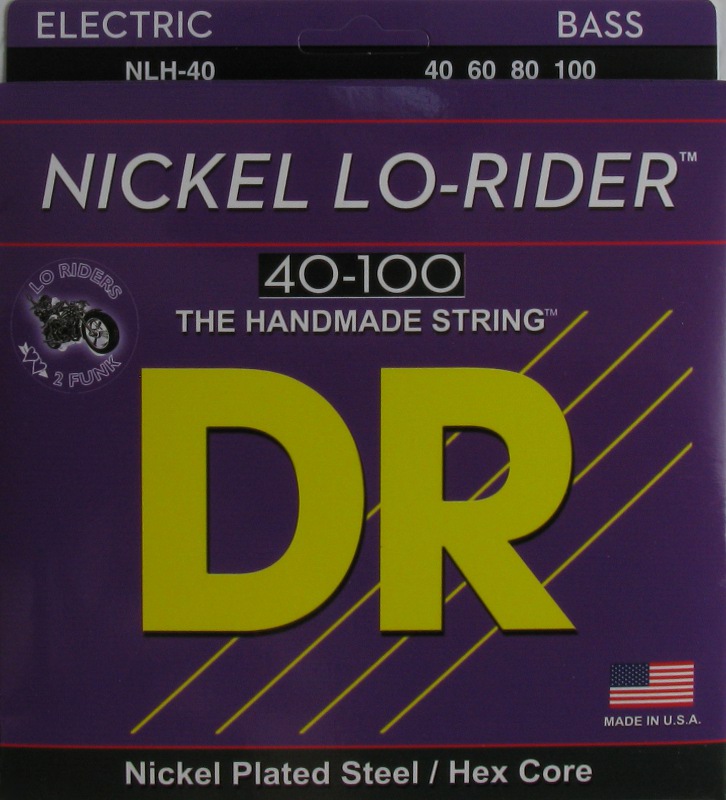 ELECTRIC BASS
NLH-40 40 60 80 100
NICKEL LO-RIDER™
40-100
THE HANDMADE STRING™
LO RIDERS
2 FUNK
DR
MADE IN U.S.A.
Nickel Plated Steel / Hex Core